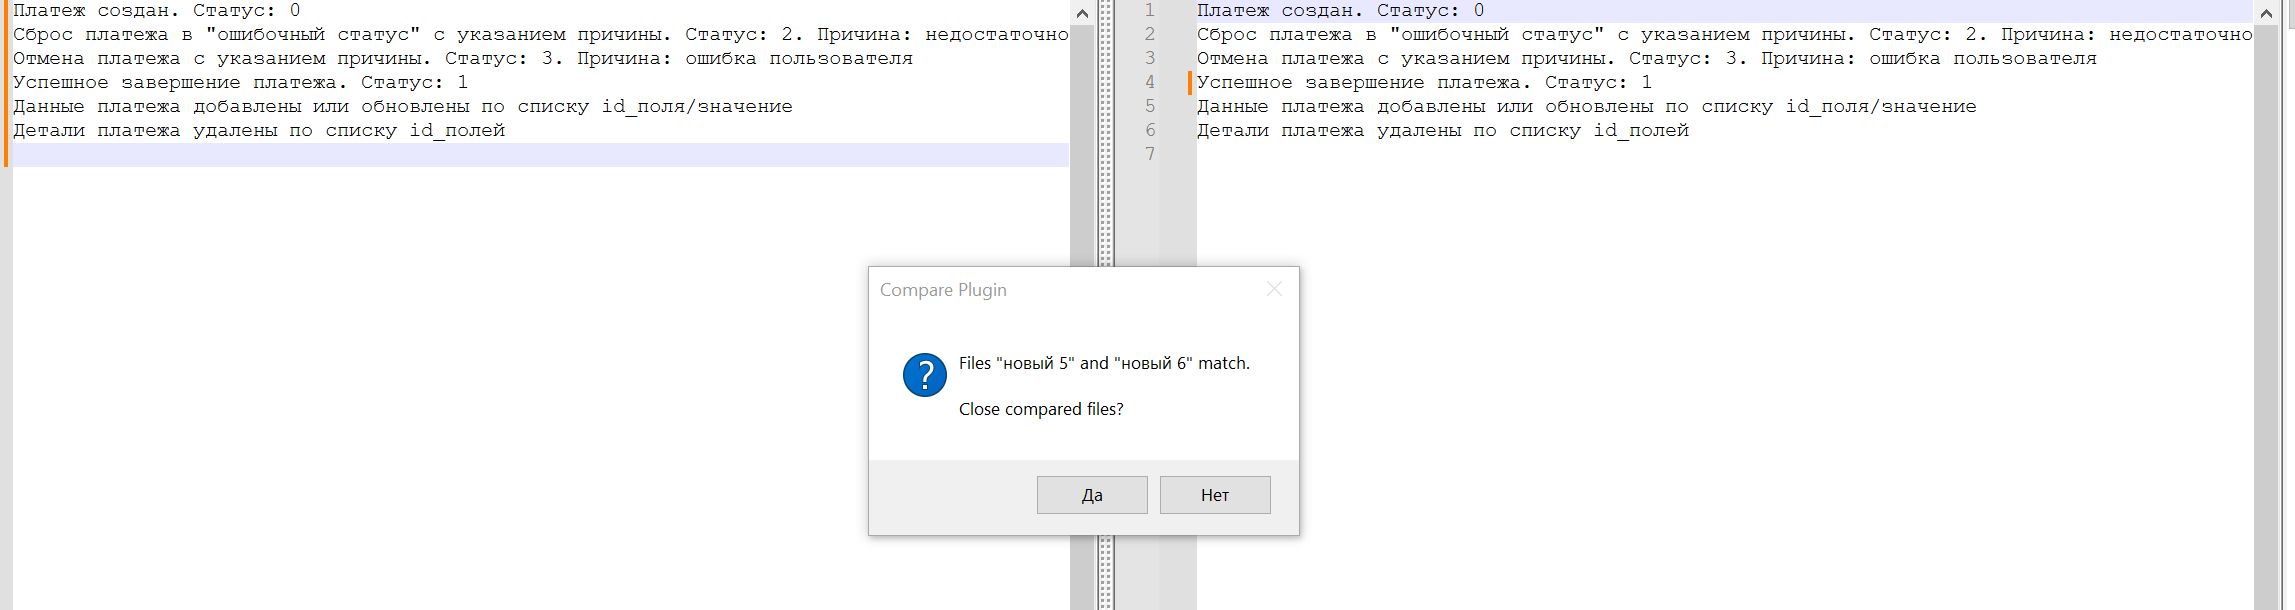 Платеж создан. Статус: 0
Сброс платежа в "ошибочный статус" с указанием причины. Статус: 2. Причина: недостаточно
Отмена платежа с указанием причины. Статус: 3. Причина: ошибка пользователя
Успешное завершение платежа. Статус: 1
Данные платежа добавлены или обновлены по списку id_поля/значение
Детали платежа удалены по списку id_полей
1 Платеж создан. Статус: 0
2 Сброс платежа в "ошибочный статус" с указанием причины. Статус: 2. Причина: недостаточно
3 Отмена платежа с указанием причины. Статус: 3. Причина: ошибка пользователя
4 Успешное завершение платежа. Статус: 1
5 Данные платежа добавлены или обновлены по списку id_поля/значение
6 Детали платежа удалены по списку id_полей
7
Compare Plugin
Files "новый 5" and "новый 6" match.
Close compared files?
Да Нет